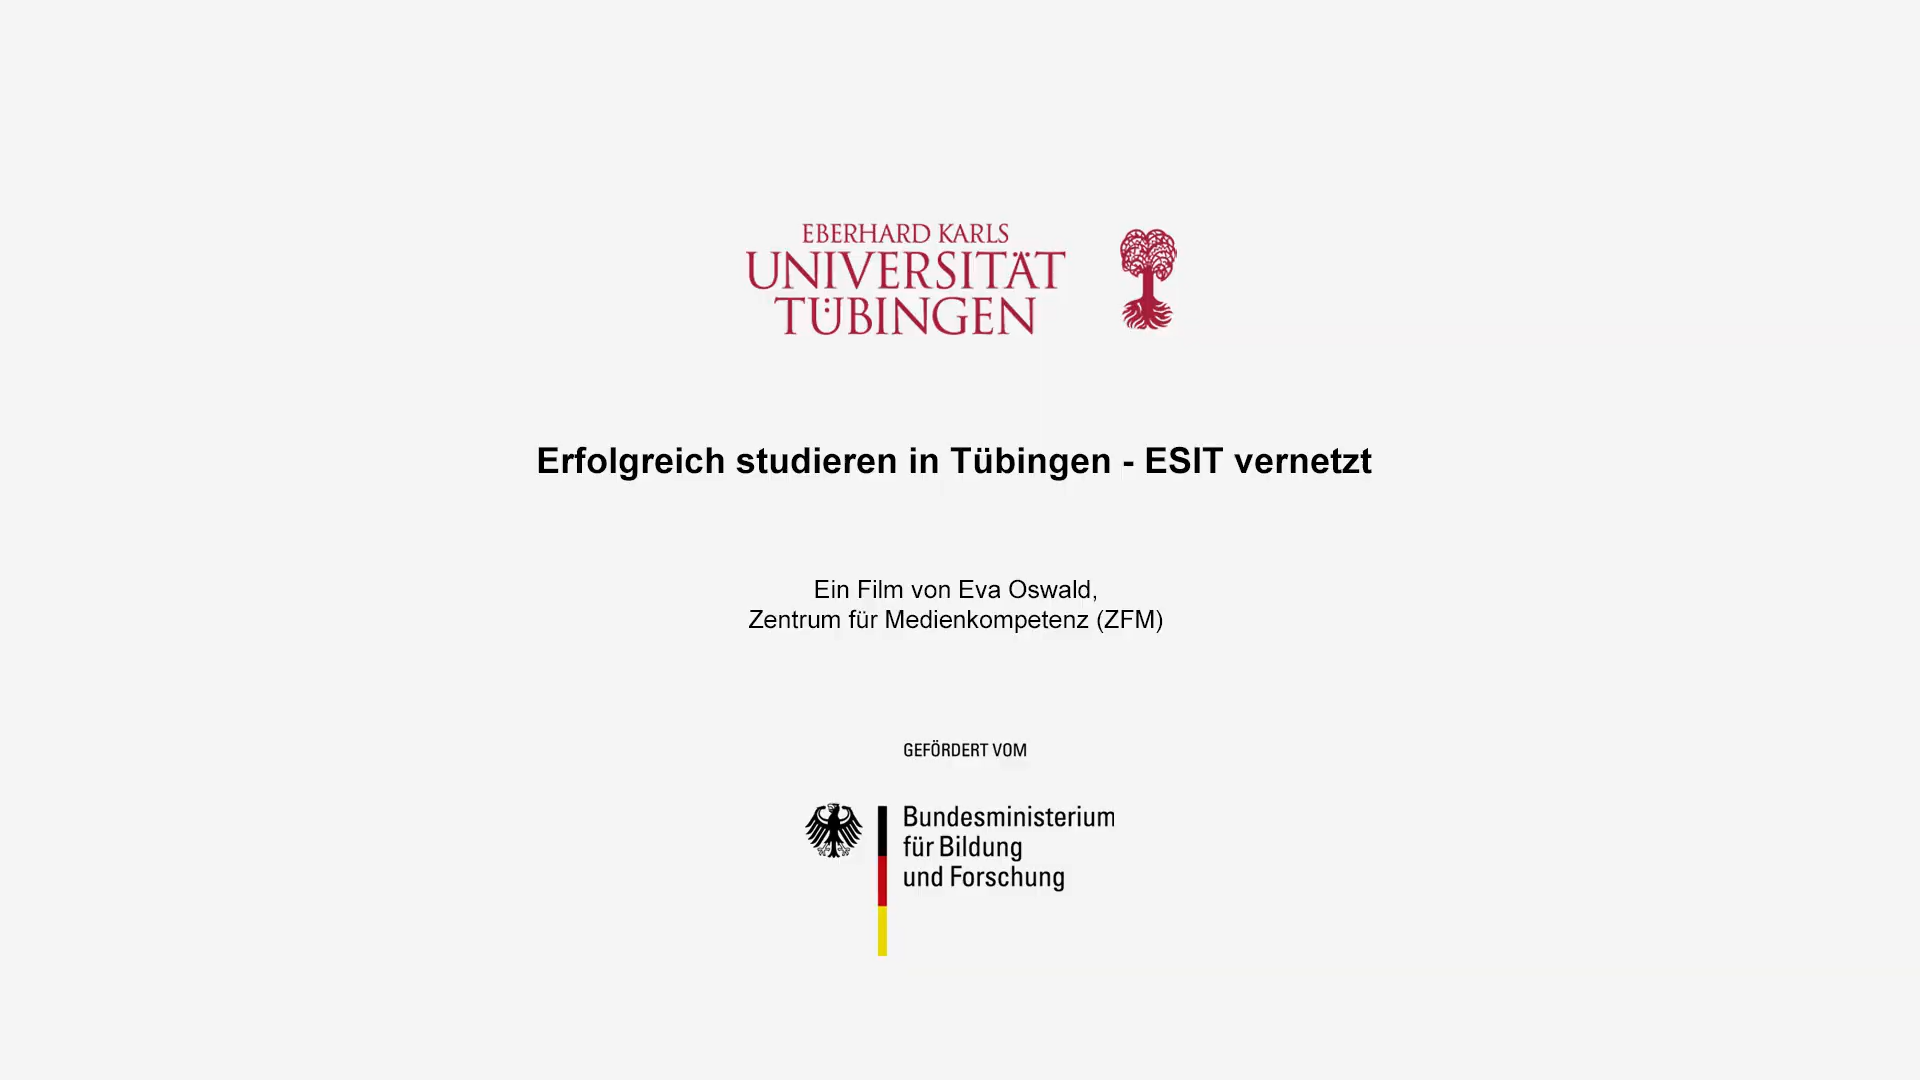 EBERHARD KARLS
UNIVERSITÄT
TÜBINGEN
Erfolgreich studieren in Tübingen - ESIT vernetzt
Ein Film von Eva Oswald,
Zentrum für Medienkompetenz (ZFM)
GEFÖRDERT VOM
Bundesministerium
für Bildung
und Forschung